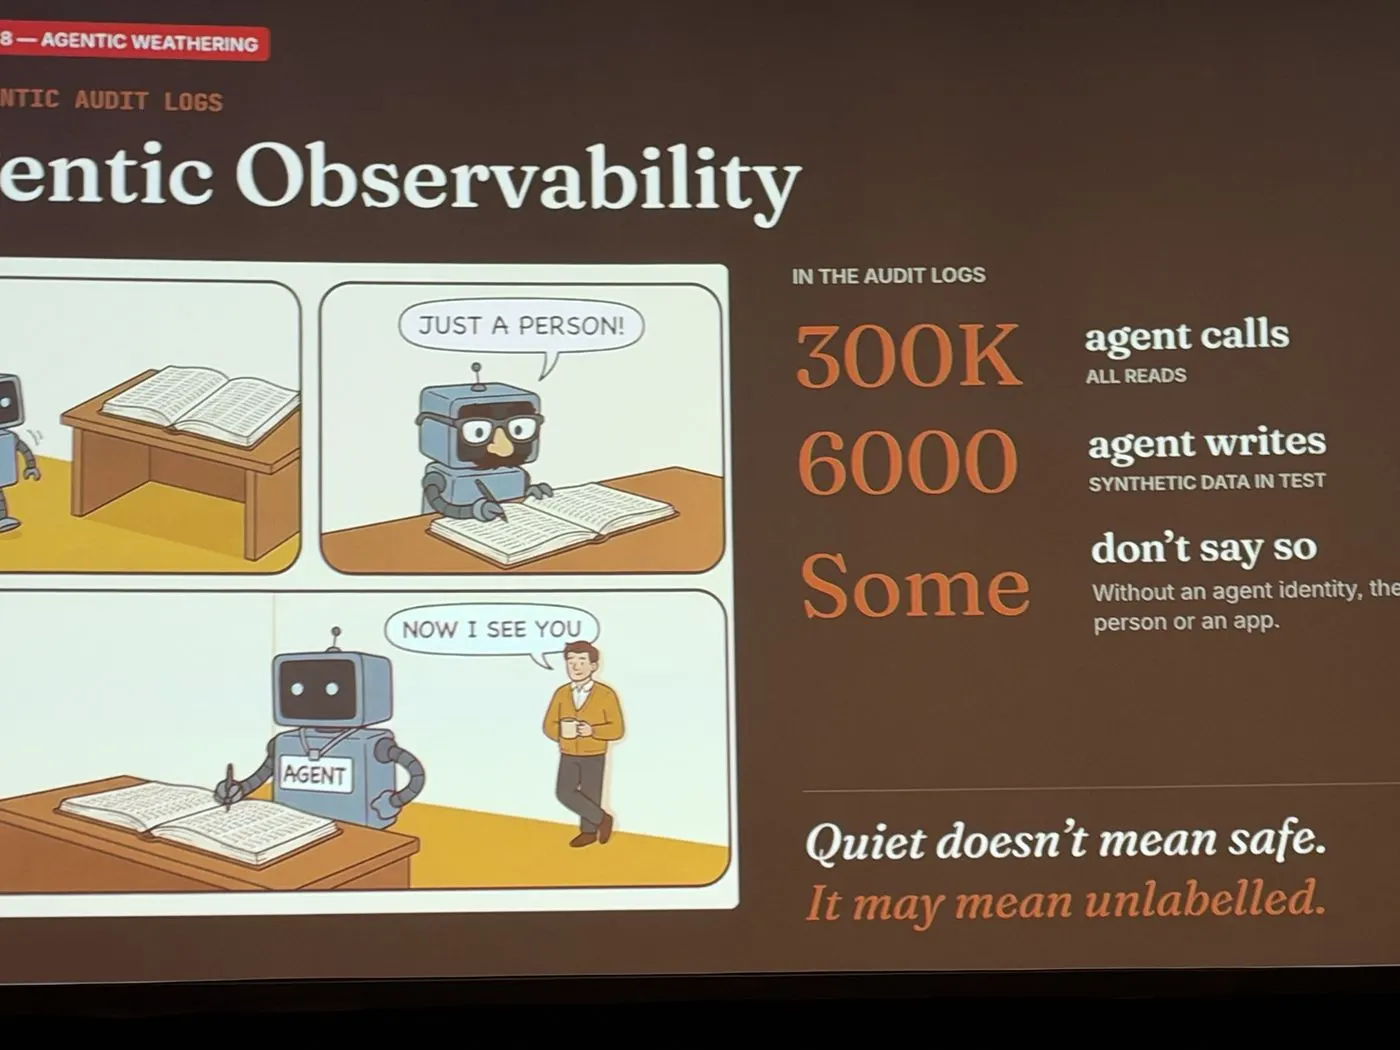 8 — AGENTIC WEATHERING
NTIC AUDIT LOGS
entic Observability
JUST A PERSON!
NOW I SEE YOU
AGENT
IN THE AUDIT LOGS
300K agent calls
ALL READS
6000 agent writes
SYNTHETIC DATA IN TEST
Some don't say so
Without an agent identity, the
person or an app.
Quiet doesn't mean safe.
It may mean unlabelled.